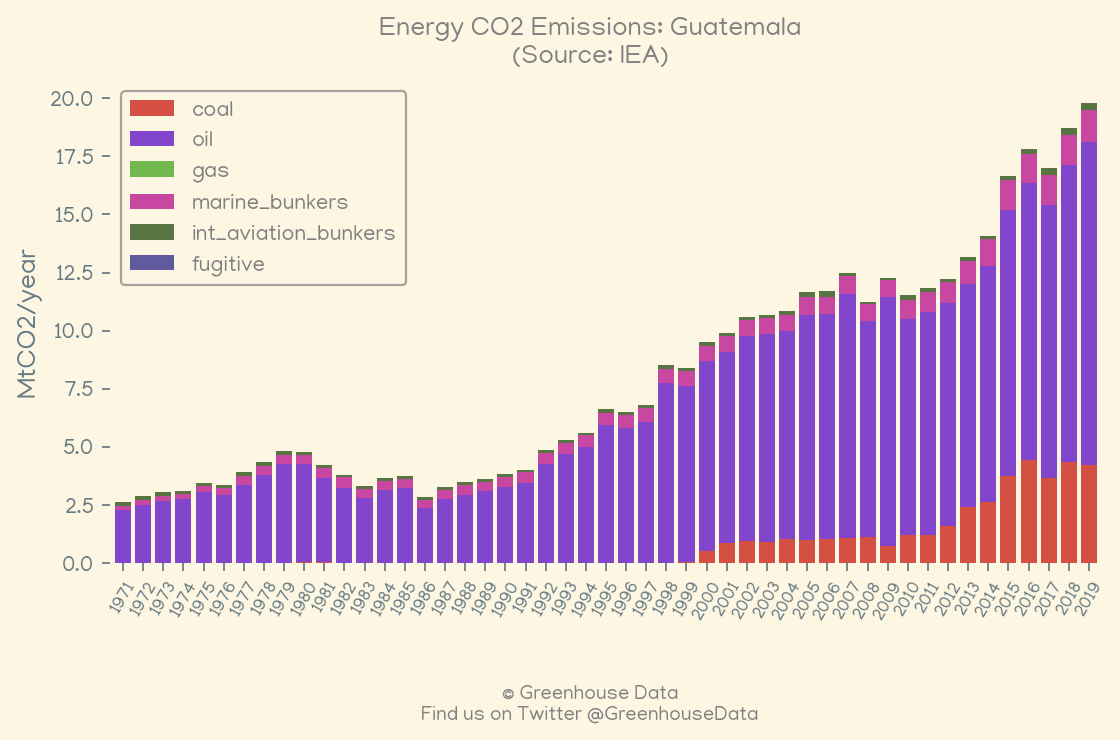 Energy CO2 Emissions: Guatemala
(Source: IEA)
MtCO2/year
20.0
17.5
15.0
12.5
10.0
7.5
5.0
2.5
0.0
coal
oil
gas
marine_bunkers
int_aviation_bunkers
fugitive
1971 1972 1973 1974 1975 1976 1977 1978 1979 1980 1981 1982 1983 1984 1985 1986 1987 1988 1989 1990 1991 1992 1993 1994 1995 1996 1997 1998 1999 2000 2001 2002 2003 2004 2005 2006 2007 2008 2009 2010 2011 2012 2013 2014 2015 2016 2017 2018 2019
© Greenhouse Data
Find us on Twitter @GreenhouseData